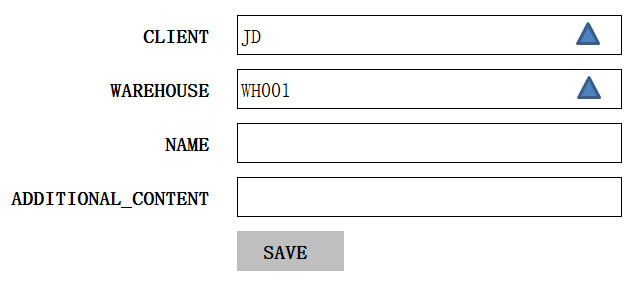 CLIENT JD
WAREHOUSE WH001
NAME
ADDITIONAL_CONTENT
SAVE